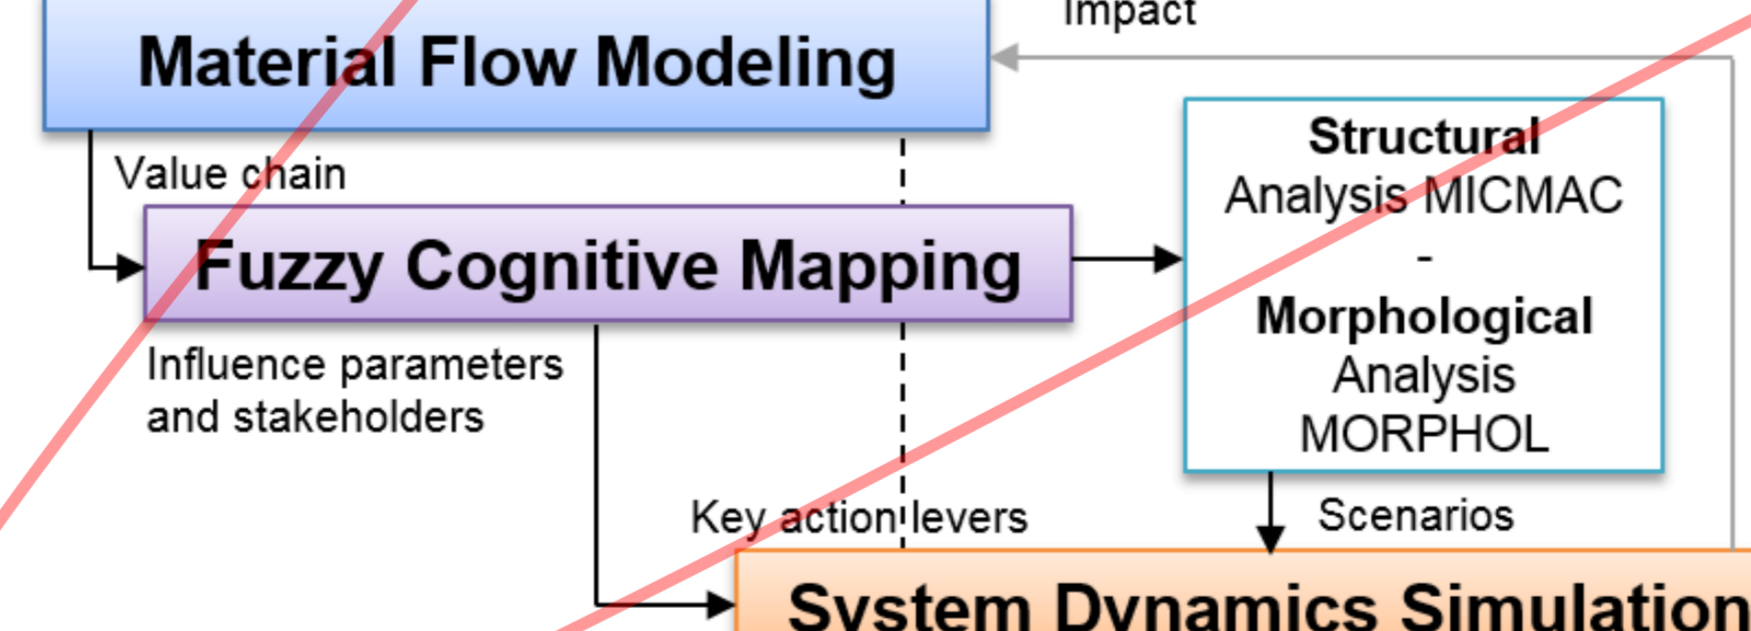 Impact
Material Flow Modeling
Value chain
Structural
Analysis MICMAC
-
Morphological
Analysis
MORPHOL
Fuzzy Cognitive Mapping
Influence parameters
and stakeholders
Key action levers
Scenarios
System Dynamics Simulation